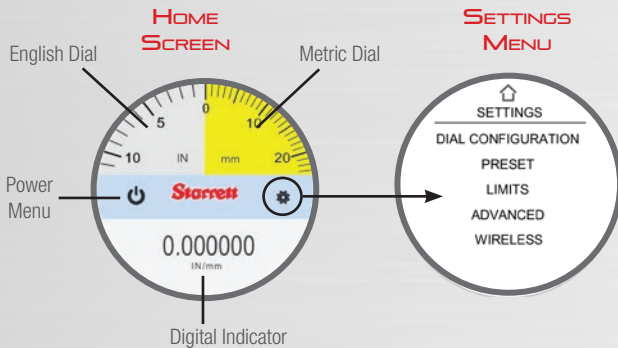 HOME
SCREEN
SETTINGS
MENU
English Dial
Metric Dial
Power
Menu
Digital Indicator
10
5
0
10
20
IN
mm
Starrett
0.000000
IN/mm
SETTINGS
DIAL CONFIGURATION
PRESET
LIMITS
ADVANCED
WIRELESS